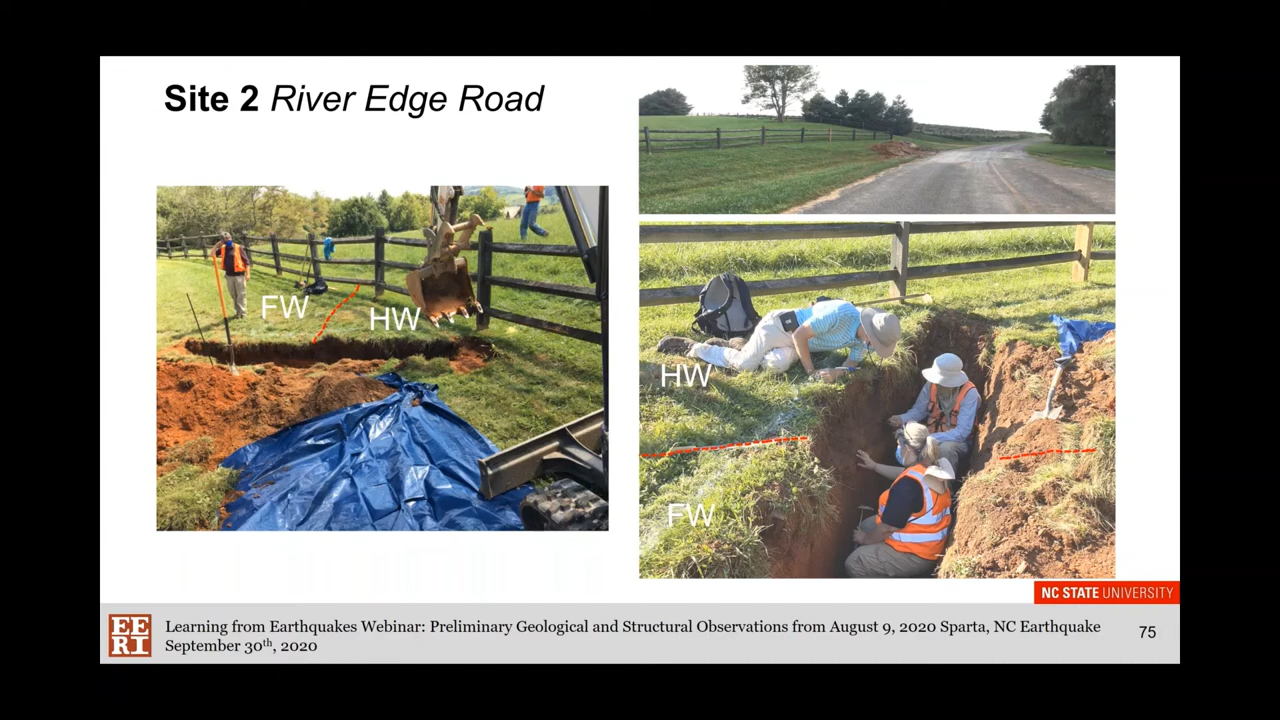 Site 2 River Edge Road
FW
HW
HW
FW
NC STATE UNIVERSITY
EE
RI
Learning from Earthquakes Webinar: Preliminary Geological and Structural Observations from August 9, 2020 Sparta, NC Earthquake
September 30th, 2020
75